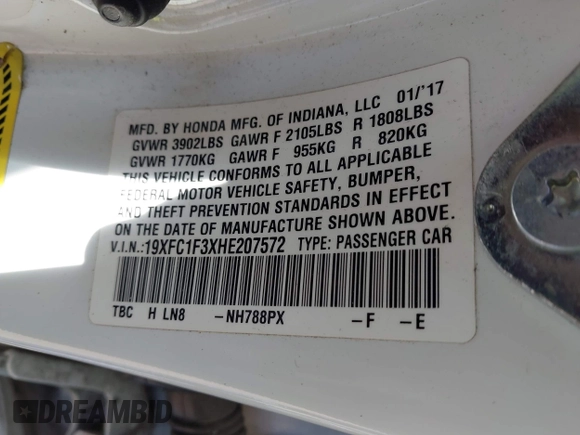 MFD. BY HONDA MFG. OF INDIANA, LLC 01/'17
GVWR 3902LBS GAWR F 2105LBS R 1808LBS
GVWR 1770KG GAWR F 955KG R 820KG
THIS VEHICLE CONFORMS TO ALL APPLICABLE
FEDERAL MOTOR VEHICLE SAFETY, BUMPER,
AND THEFT PREVENTION STANDARDS IN EFFECT
ON THE DATE OF MANUFACTURE SHOWN ABOVE.
V.I.N.:19XFC1F3XHE207572 TYPE: PASSENGER CAR
TBC H LN8 -NH788PX -F -E
DREAMBID